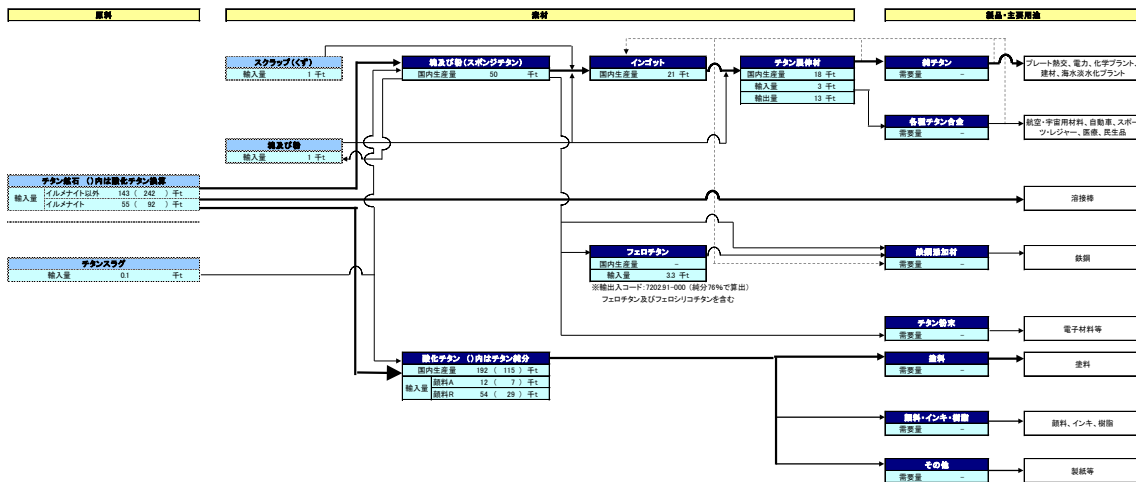 原料
素材
製品・主要用途
スクラップ(くず)
輸入量 1 千t
塊及び粉(スポンジチタン)
国内生産量 50 千t
インゴット
国内生産量 21 千t
チタン展伸材
国内生産量 18 千t
輸入量 3 千t
輸出量 13 千t
純チタン
需要量 -
プレート熱交、電力、化学プラント、
建材、海水淡水化プラント
各種チタン合金
需要量 -
航空・宇宙用材料、自動車、スポー
ツ・レジャー、医療、民生品
塊及び粉
輸入量 1 千t
チタン鉱石 ()内は酸化チタン換算
輸入量
イルメナイト以外 143 ( 242 ) 千t
イルメナイト 55 ( 92 ) 千t
溶接棒
チタンスラグ
輸入量 0.1 千t
フェロチタン
国内生産量 -
輸入量 3.3 千t
※輸出入コード:7202.91-000 (純分76%で算出)
フェロチタン及びフェロシリコチタンを含む
鉄鋼添加材
需要量 -
鉄鋼
チタン粉末
需要量 -
電子材料等
酸化チタン ()内はチタン純分
国内生産量 192 ( 115 ) 千t
輸入量
顔料A 12 ( 7 ) 千t
顔料R 54 ( 29 ) 千t
塗料
需要量 -
塗料
顔料・インキ・樹脂
需要量 -
顔料、インキ、樹脂
その他
需要量 -
製紙等